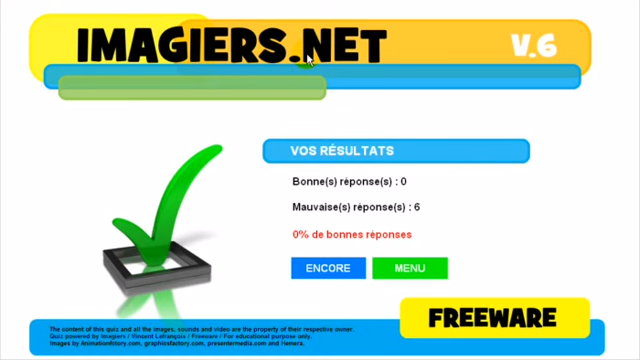 IMAGIERS.NET
V.6
VOS RÉSULTATS
Bonne(s) réponse(s) : 0
Mauvaise(s) réponse(s) : 6
0% de bonnes réponses
ENCORE
MENU
FREEWARE
The content of this quiz and all the images, sounds and video are the property of their respective owner.
Quiz powered by Imagiers / Vincent Lefrançois / Freeware / For educational purpose only.
Images by Animationfatory.com, graphicsfactory.com, presentermedia.com and Hemera.